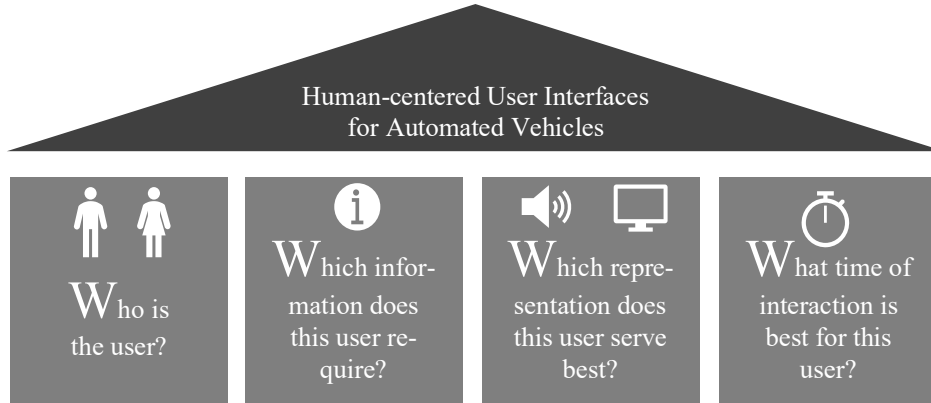 Human-centered User Interfaces
for Automated Vehicles
Who is
the user?
Which infor-
mation does
this user re-
quire?
Which repre-
sentation does
this user serve
best?
What time of
interaction is
best for this
user?